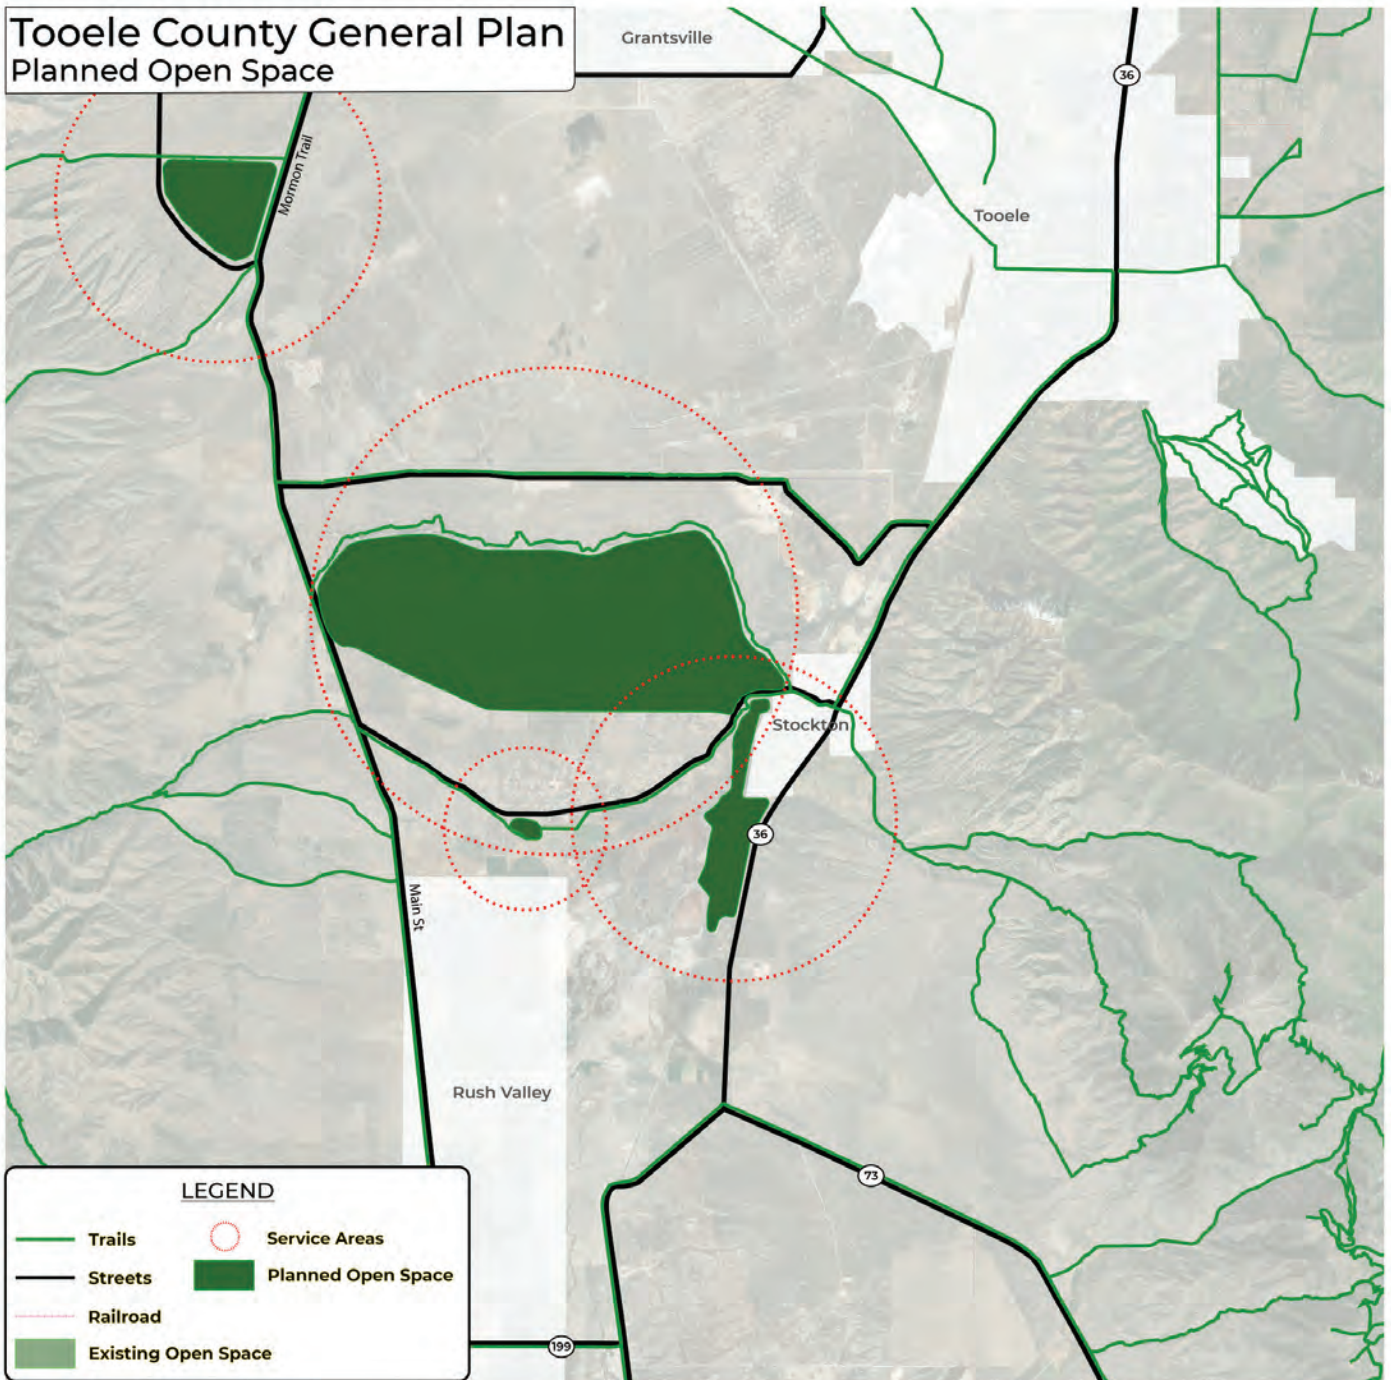 Tooele County General Plan
Planned Open Space
Grantsville
36
Mormon Trail
Tooele
Stockton
36
Main St
Rush Valley
73
199
LEGEND
Trails
Service Areas
Streets
Planned Open Space
Railroad
Existing Open Space